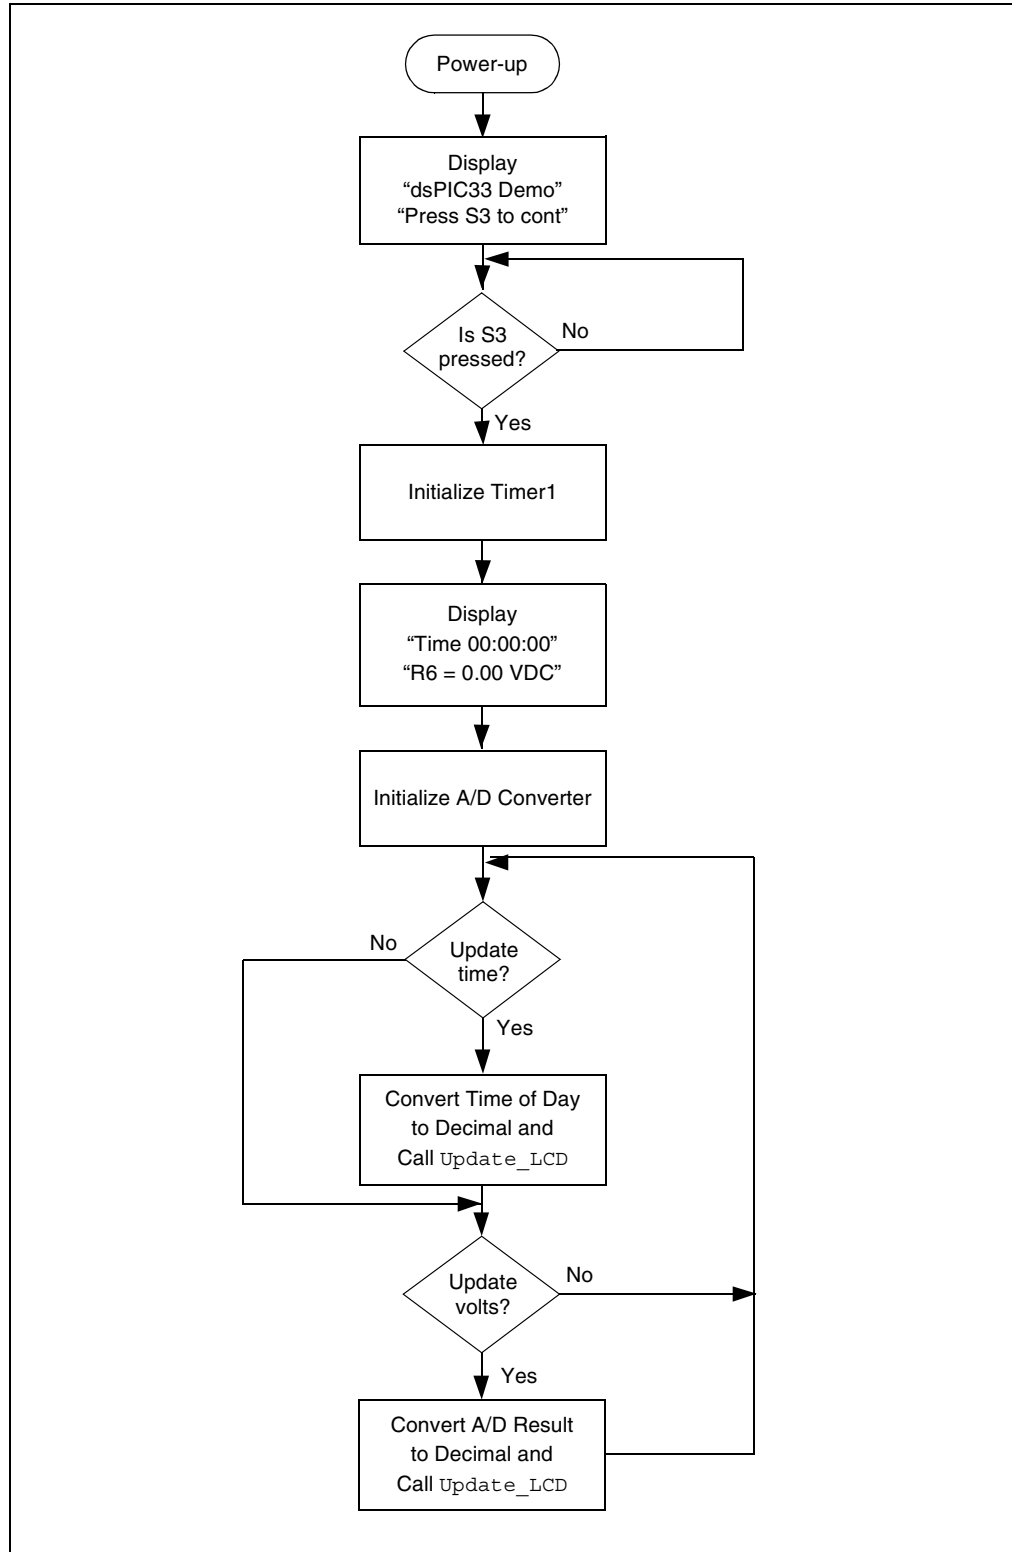 Power-up
Display
“dsPIC33 Demo”
“Press S3 to cont”
Is S3
pressed?
No
Yes
Initialize Timer1
Display
“Time 00:00:00”
“R6 = 0.00 VDC”
Initialize A/D Converter
No
Update
time?
Yes
Convert Time of Day
to Decimal and
Call Update_LCD
Update
volts?
No
Yes
Convert A/D Result
to Decimal and
Call Update_LCD